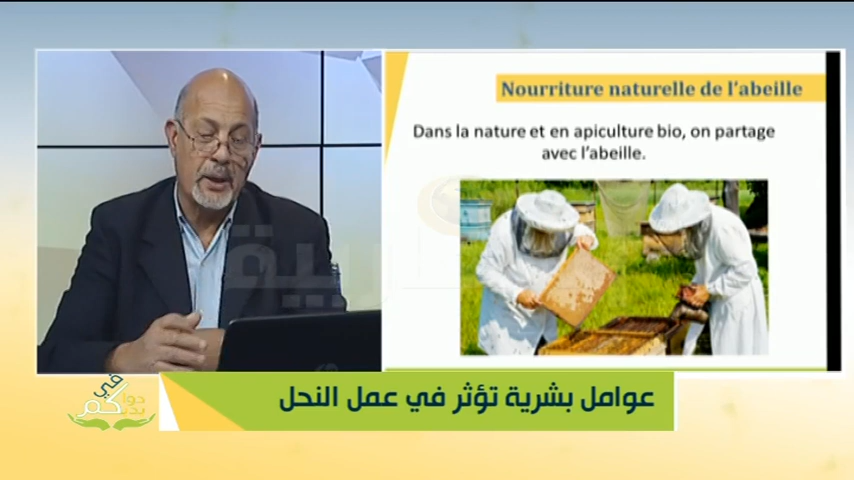 Nourriture naturelle de l'abeille
Dans la nature et en apiculture bio, on partage
avec l'abeille.
عوامل بشرية تؤثر في عمل النحل
في